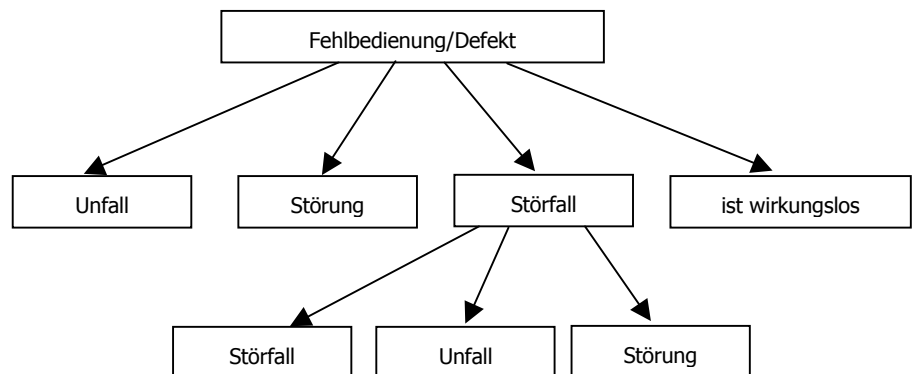 Fehlbedienung/Defekt
Unfall
Störung
Störfall
ist wirkungslos
Störfall
Unfall
Störung